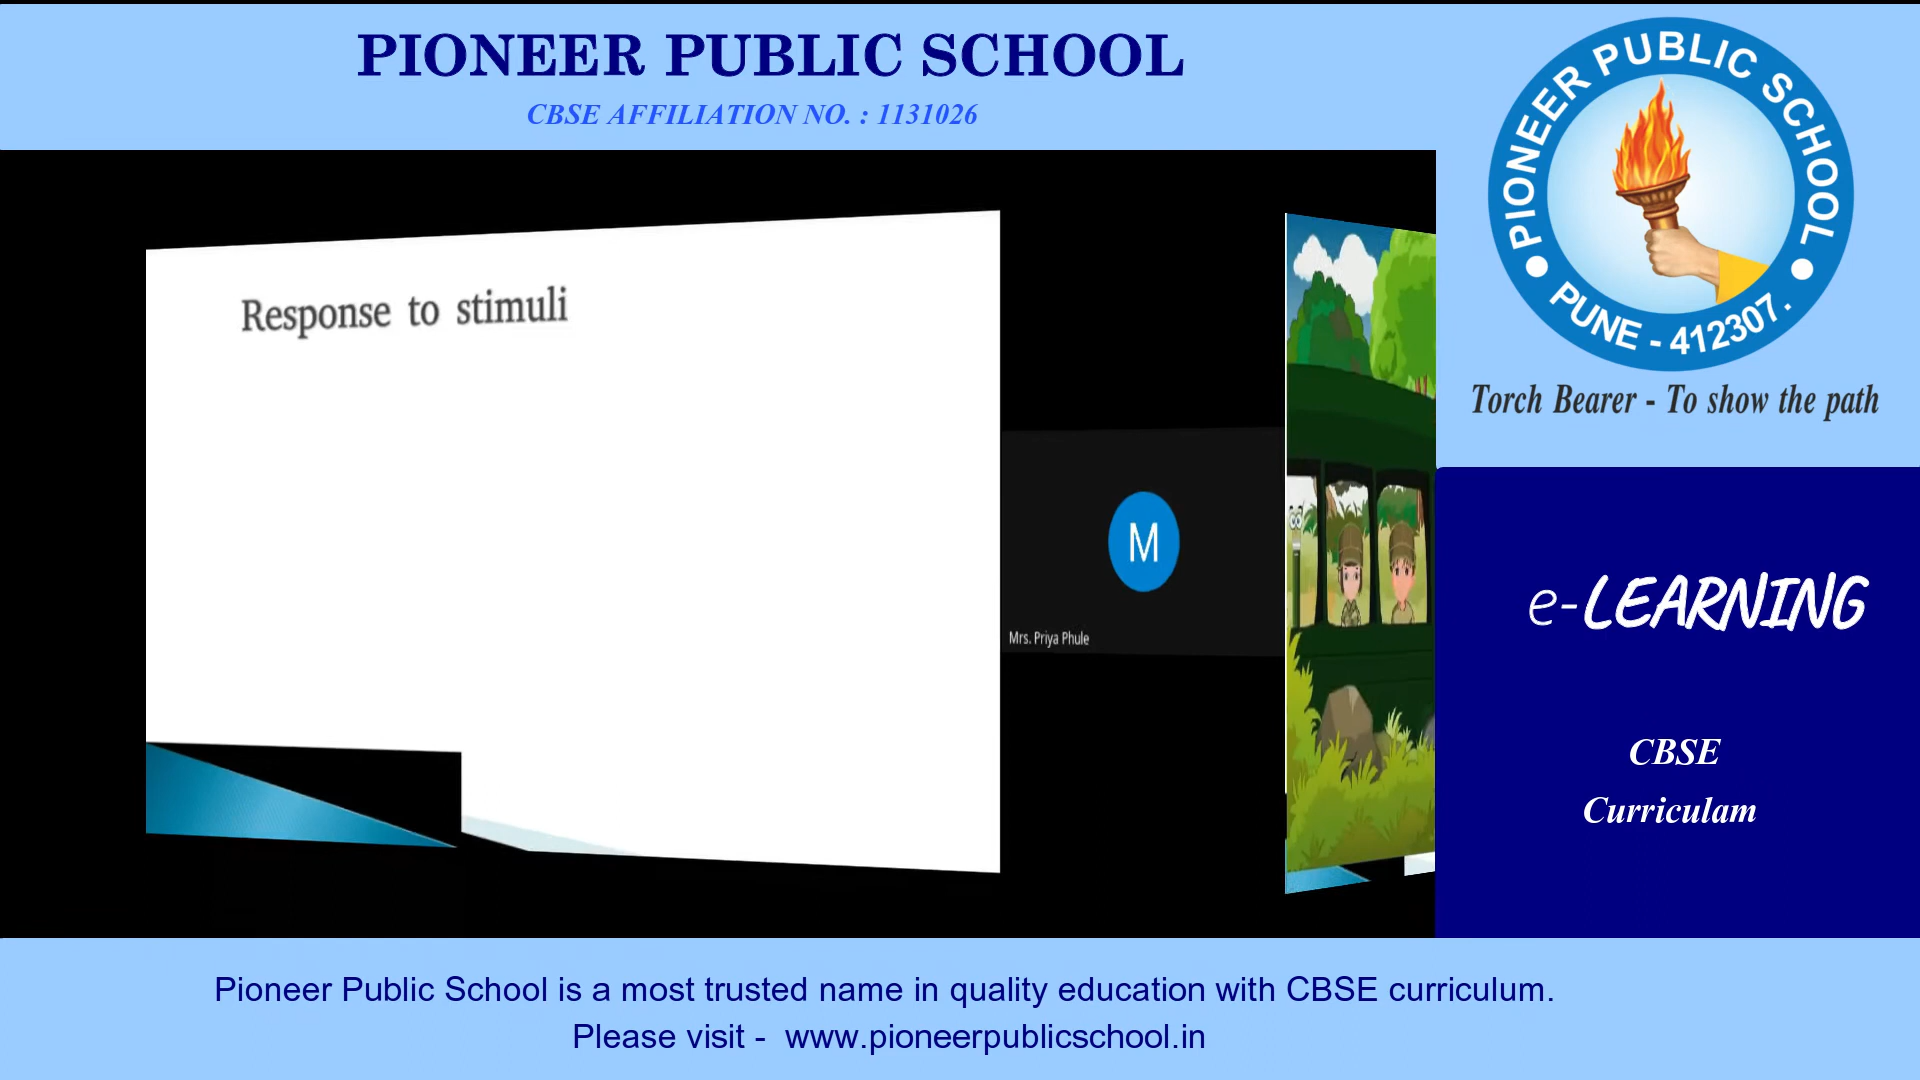 PIONEER PUBLIC SCHOOL
CBSE AFFILIATION NO. : 1131026
PIONEER PUBLIC SCHOOL
PUNE - 412307.
Torch Bearer - To show the path
Response to stimuli
M
Mrs. Priya Phule
e-LEARNING
CBSE
Curriculam
Pioneer Public School is a most trusted name in quality education with CBSE curriculum.
Please visit - www.pioneerpublicschool.in